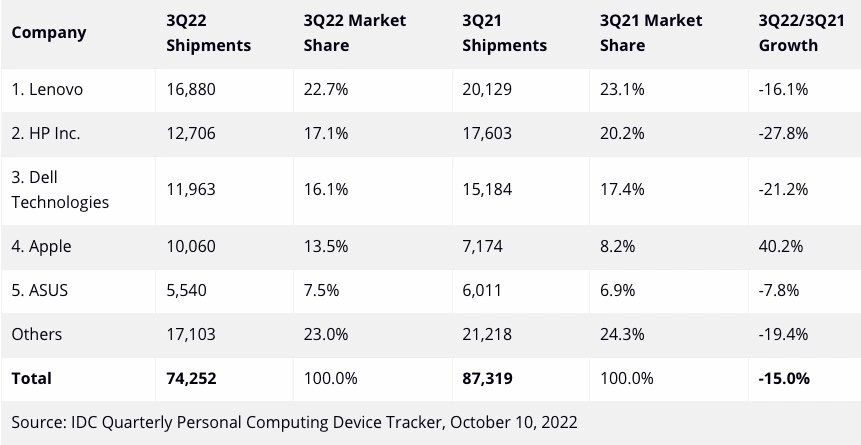 Company 3Q22 Shipments 3Q22 Market Share 3Q21 Shipments 3Q21 Market Share 3Q22/3Q21 Growth
1. Lenovo 16,880 22.7% 20,129 23.1% -16.1%
2. HP Inc. 12,706 17.1% 17,603 20.2% -27.8%
3. Dell Technologies 11,963 16.1% 15,184 17.4% -21.2%
4. Apple 10,060 13.5% 7,174 8.2% 40.2%
5. ASUS 5,540 7.5% 6,011 6.9% -7.8%
Others 17,103 23.0% 21,218 24.3% -19.4%
Total 74,252 100.0% 87,319 100.0% -15.0%
Source: IDC Quarterly Personal Computing Device Tracker, October 10, 2022